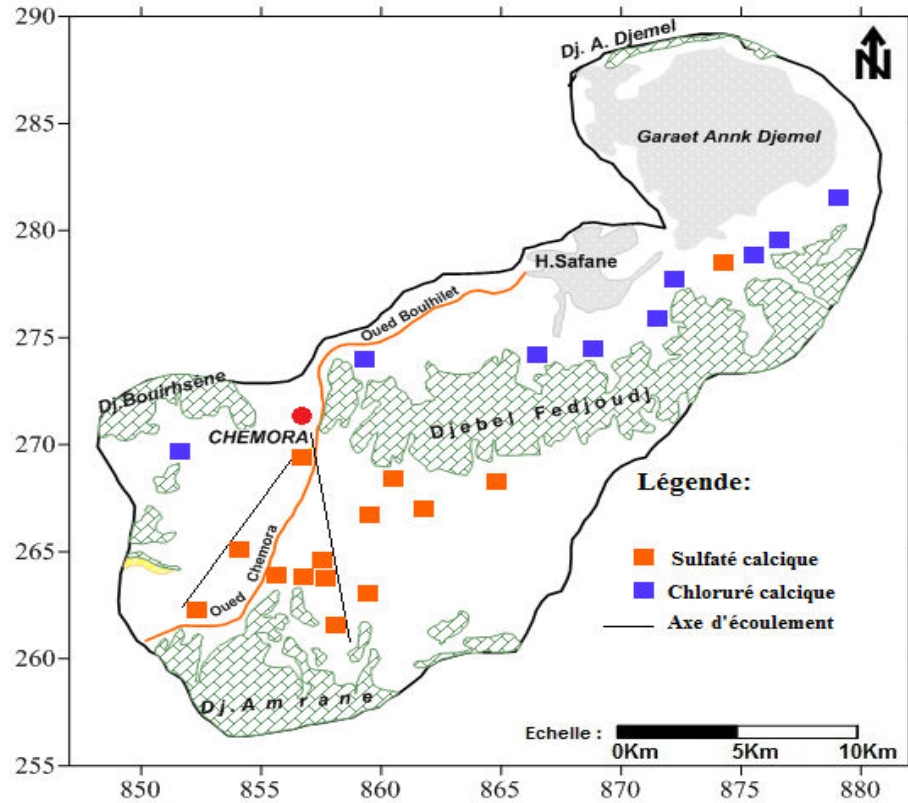 290
285
280
275
270
265
260
255
850
855
860
865
870
875
880
Dj. A. Djemel
N
Garaet Annk Djemel
H.Safane
Oued Boulhilet
Dj.Bouirhsene
CHEMORA
Djebel Fedjoudj
Oued Chemora
Dj.Amrane
Légende:
Sulfaté calcique
Chloruré calcique
Axe d'écoulement
Echelle :
0Km 5Km 10Km